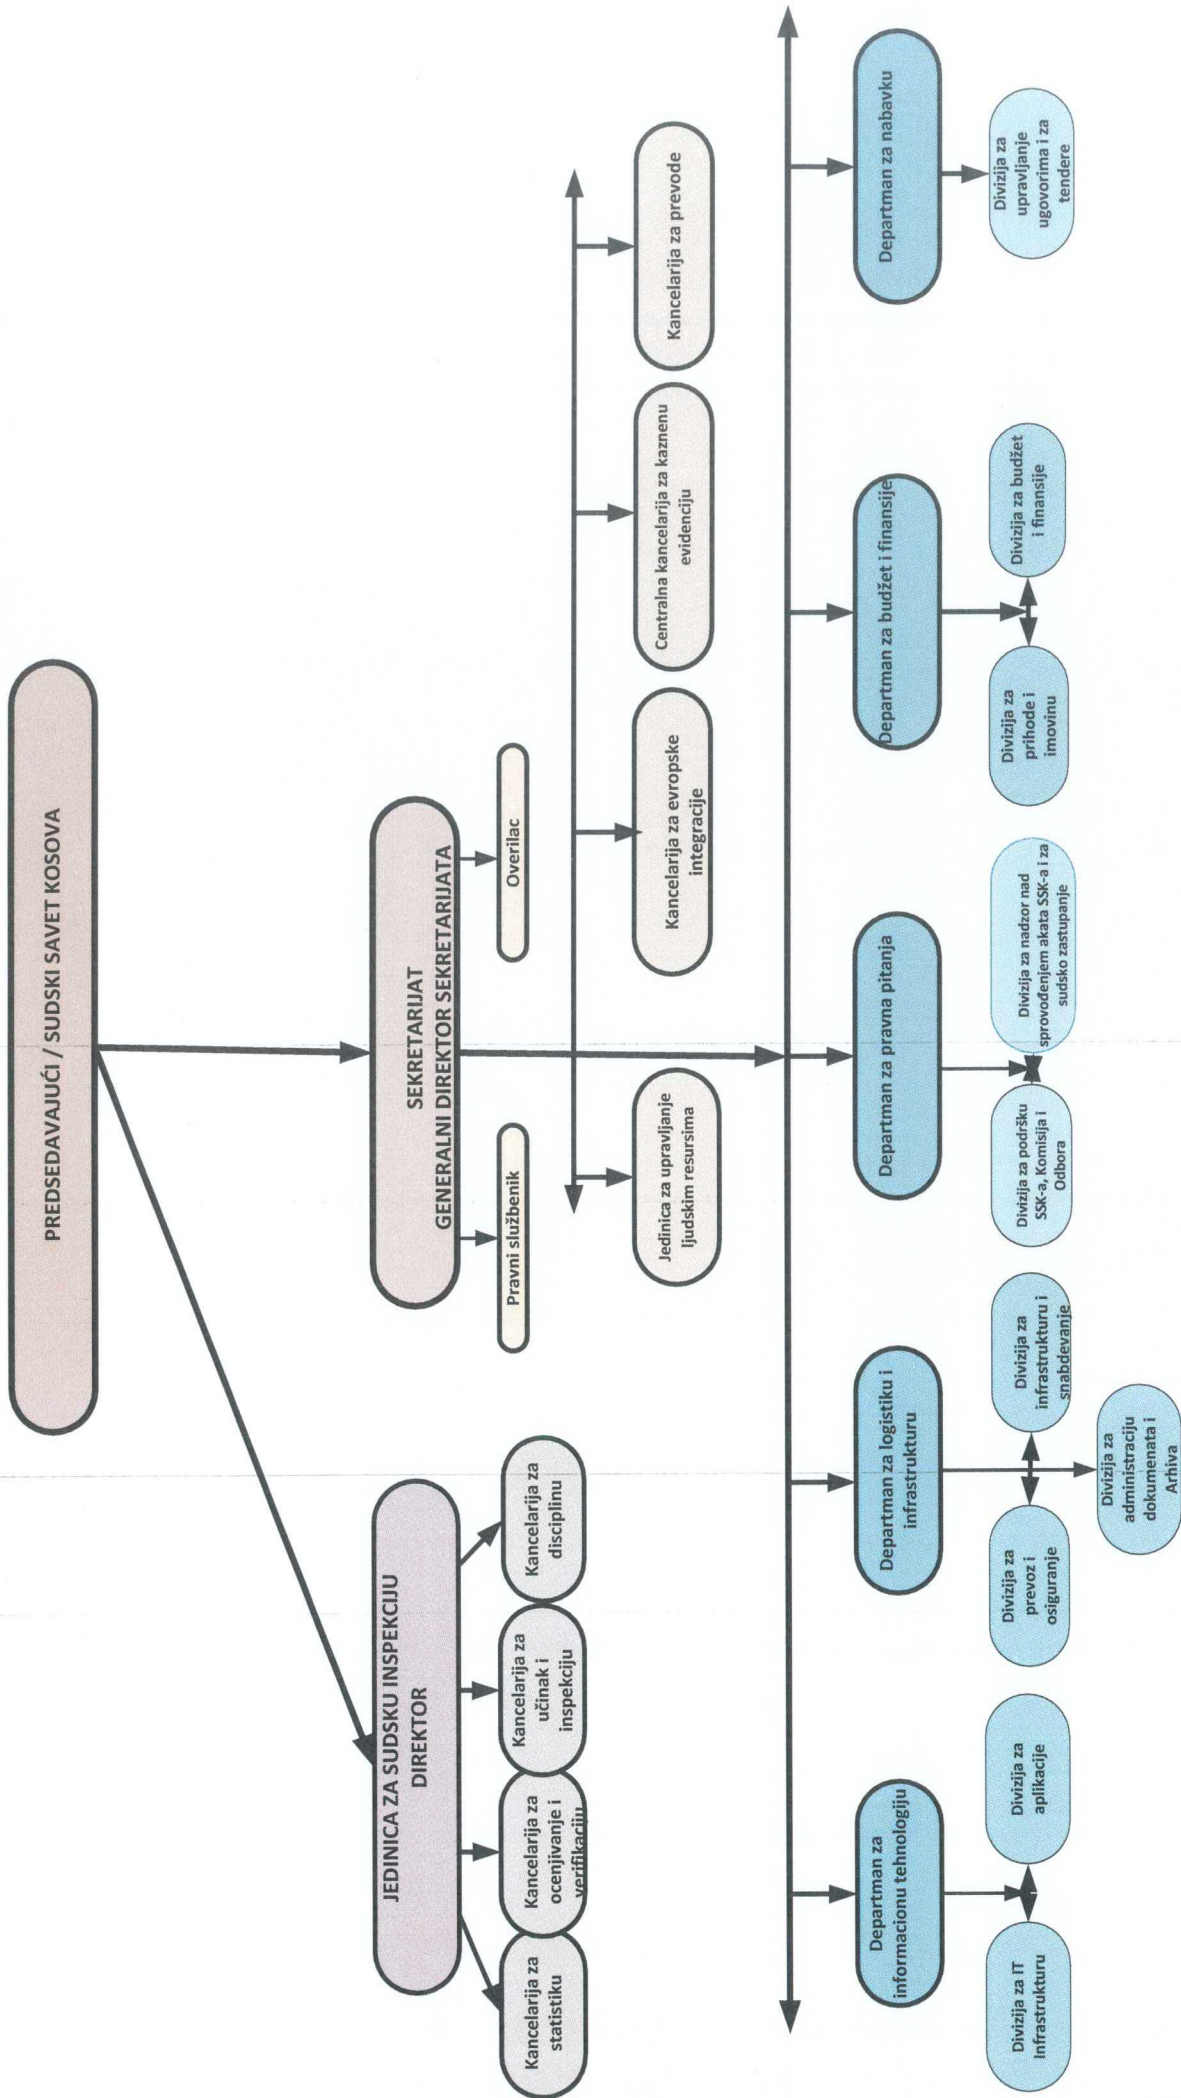 PREDSEDAVAJUĆI / SUDSKI SAVET KOSOVA
JEDINICA ZA SUDSKU INSPEKCIJU
DIREKTOR
SEKRETARIJAT
GENERALNI DIREKTOR SEKRETARIJATA
Kancelarija za
statistiku
Kancelarija za
ocenjivanje i
verifikaciju
Kancelarija za
učinak i
inspekciju
Kancelarija za
disciplinu
Pravni službenik
Overilac
Jedinica za upravljanje
ljudskim resursima
Kancelarija za evropske
integracije
Centralna kancelarija za kaznenu
evidenciju
Kancelarija za prevode
Departman za
informacionu tehnologiju
Departman za logistiku i
infrastrukturu
Departman za pravna pitanja
Departman za budžet i finansije
Departman za nabavku
Divizija za IT
Infrastrukturu
Divizija za
aplikacije
Divizija za
prevoz i
osiguranje
Divizija za
infrastrukturu i
snabdevanje
Divizija za
administraciju
dokumenata i
Arhiva
Divizija za podršku
SSK-a, Komisija i
Odbora
Divizija za nadzor nad
sprovođenjem akata SSK-a i za
sudsko zastupanje
Divizija za
prihode i
imovinu
Divizija za budžet
i finansije
Divizija za
upravljanje
ugovorima i za
tendere